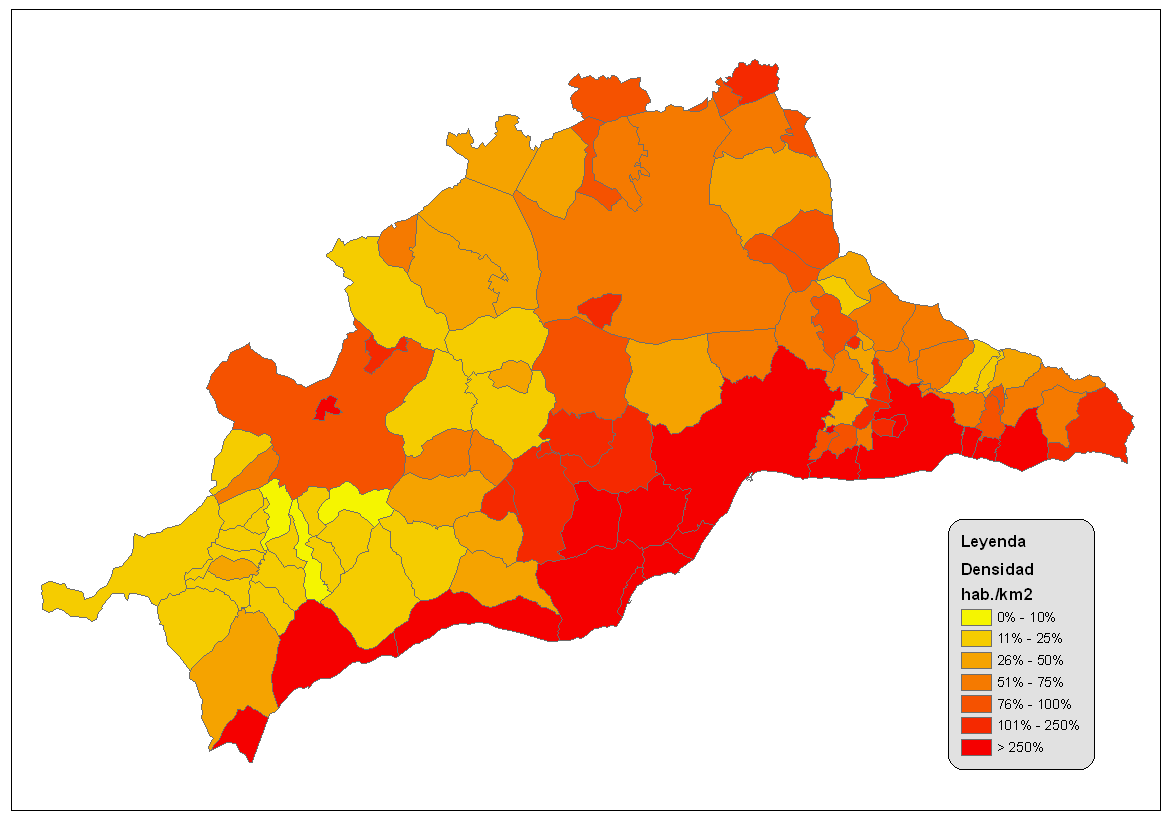 Leyenda
Densidad
hab./km2
0% - 10%
11% - 25%
26% - 50%
51% - 75%
76% - 100%
101% - 250%
> 250%